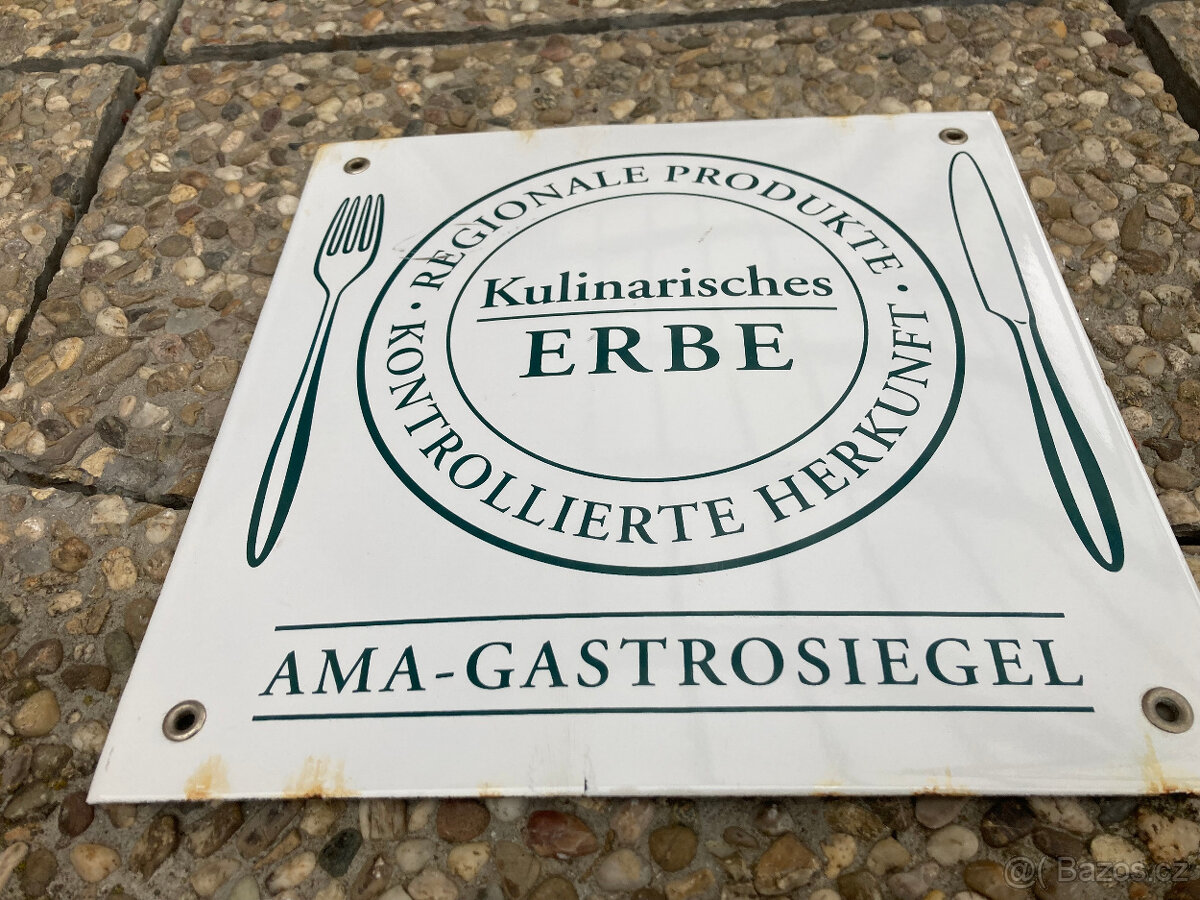 · REGIONALE PRODUKTE ·
KONTROLLIERTE HERKUNFT
Kulinarisches
ERBE
AMA-GASTROSIEGEL
@( Bazos.cz